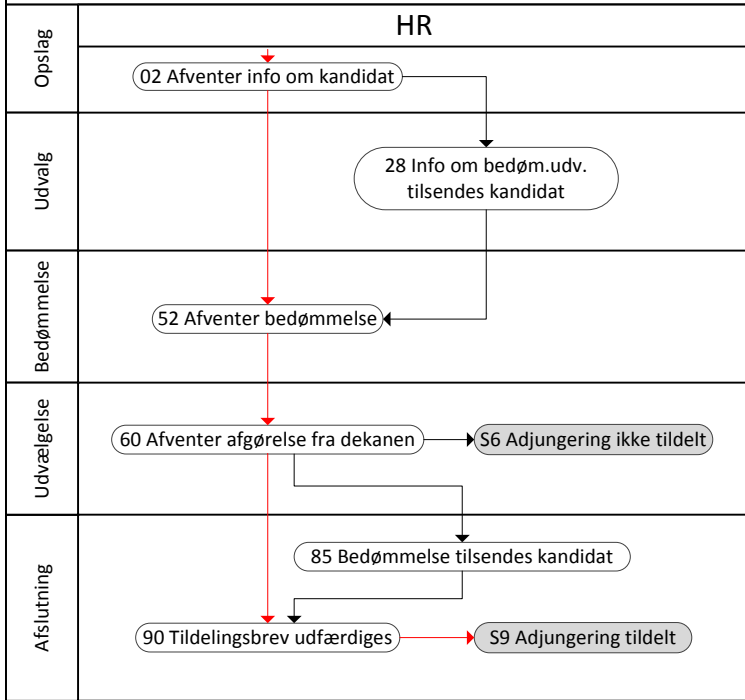 HR
Opslag
02 Afventer info om kandidat
Udvalg
28 Info om bedøm.udv.
tilsendes kandidat
Bedømmelse
52 Afventer bedømmelse
Udvælgelse
60 Afventer afgørelse fra dekanen
S6 Adjungering ikke tildelt
Afslutning
85 Bedømmelse tilsendes kandidat
90 Tildelingsbrev udfærdiges
S9 Adjungering tildelt